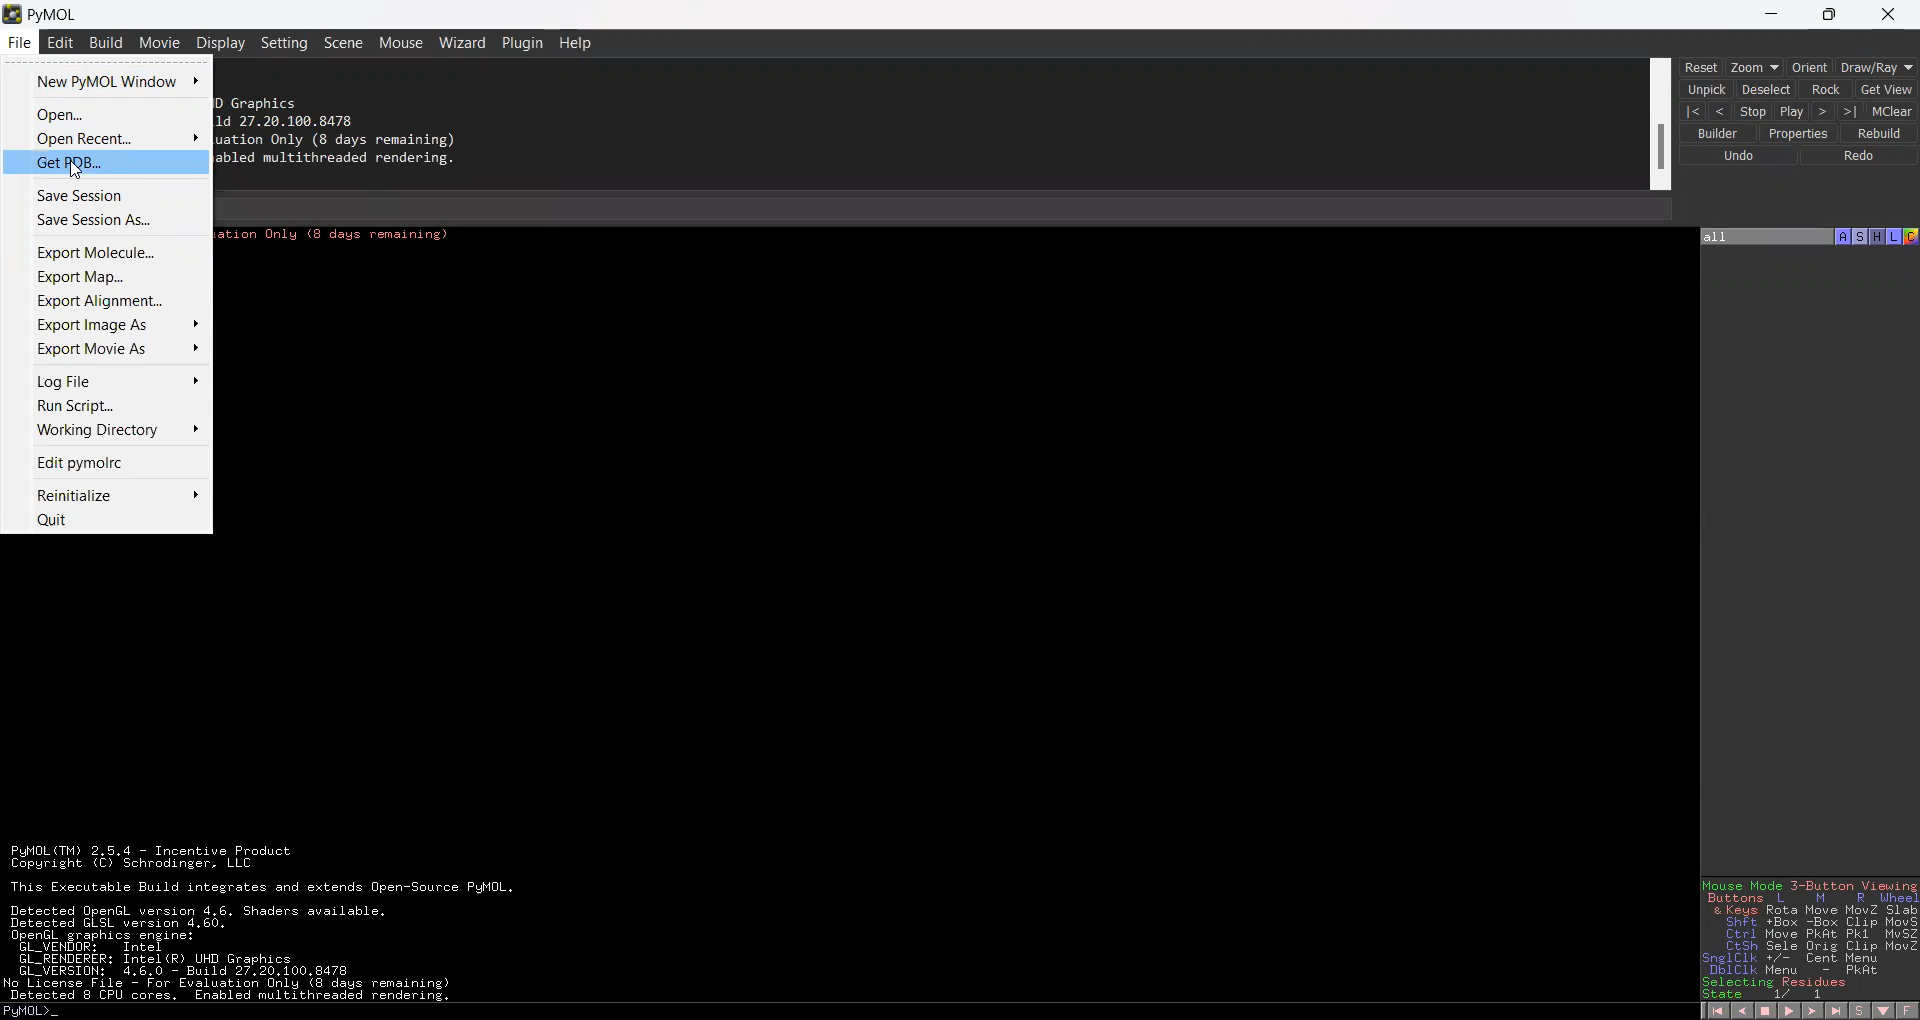 PyMOL
File Edit Build Movie Display Setting Scene Mouse Wizard Plugin Help
New PyMOL Window
Open...
Open Recent...
Get PDB...
Save Session
Save Session As...
Export Molecule...
Export Map...
Export Alignment...
Export Image As
Export Movie As
Log File
Run Script...
Working Directory
Edit pymolrc
Reinitialize
Quit
D Graphics
ld 27.20.100.8478
uation Only (8 days remaining)
abled multithreaded rendering.
uation Only (8 days remaining)
Reset Zoom Orient Draw/Ray
Unpick Deselect Rock Get View
|< < Stop Play > >| MClear
Builder Properties Rebuild
Undo Redo
all A S H L C
PyMOL(TM) 2.5.4 - Incentive Product
Copyright (C) Schrodinger, LLC
This Executable Build integrates and extends Open-Source PyMOL.
Detected OpenGL version 4.6. Shaders available.
Detected GLSL version 4.60.
OpenGL graphics engine:
GL_VENDOR: Intel
GL_RENDERER: Intel(R) UHD Graphics
GL_VERSION: 4.6.0 - Build 27.20.100.8478
No License File - For Evaluation Only (8 days remaining)
Detected 8 CPU cores. Enabled multithreaded rendering.
PyMOL>_
Mouse Mode 3-Button Viewing
Buttons L M R Wheel
& Keys Rota Move MovZ Slab
Shft +Box -Box Clip MovS
Ctrl Move PkAt Pk1 MvSZ
CtSh Sele Orig Clip MovZ
SnglClk +/- Cent Menu
DblClk Menu - PkAt
Selecting Residues
State 1/ 1
S F